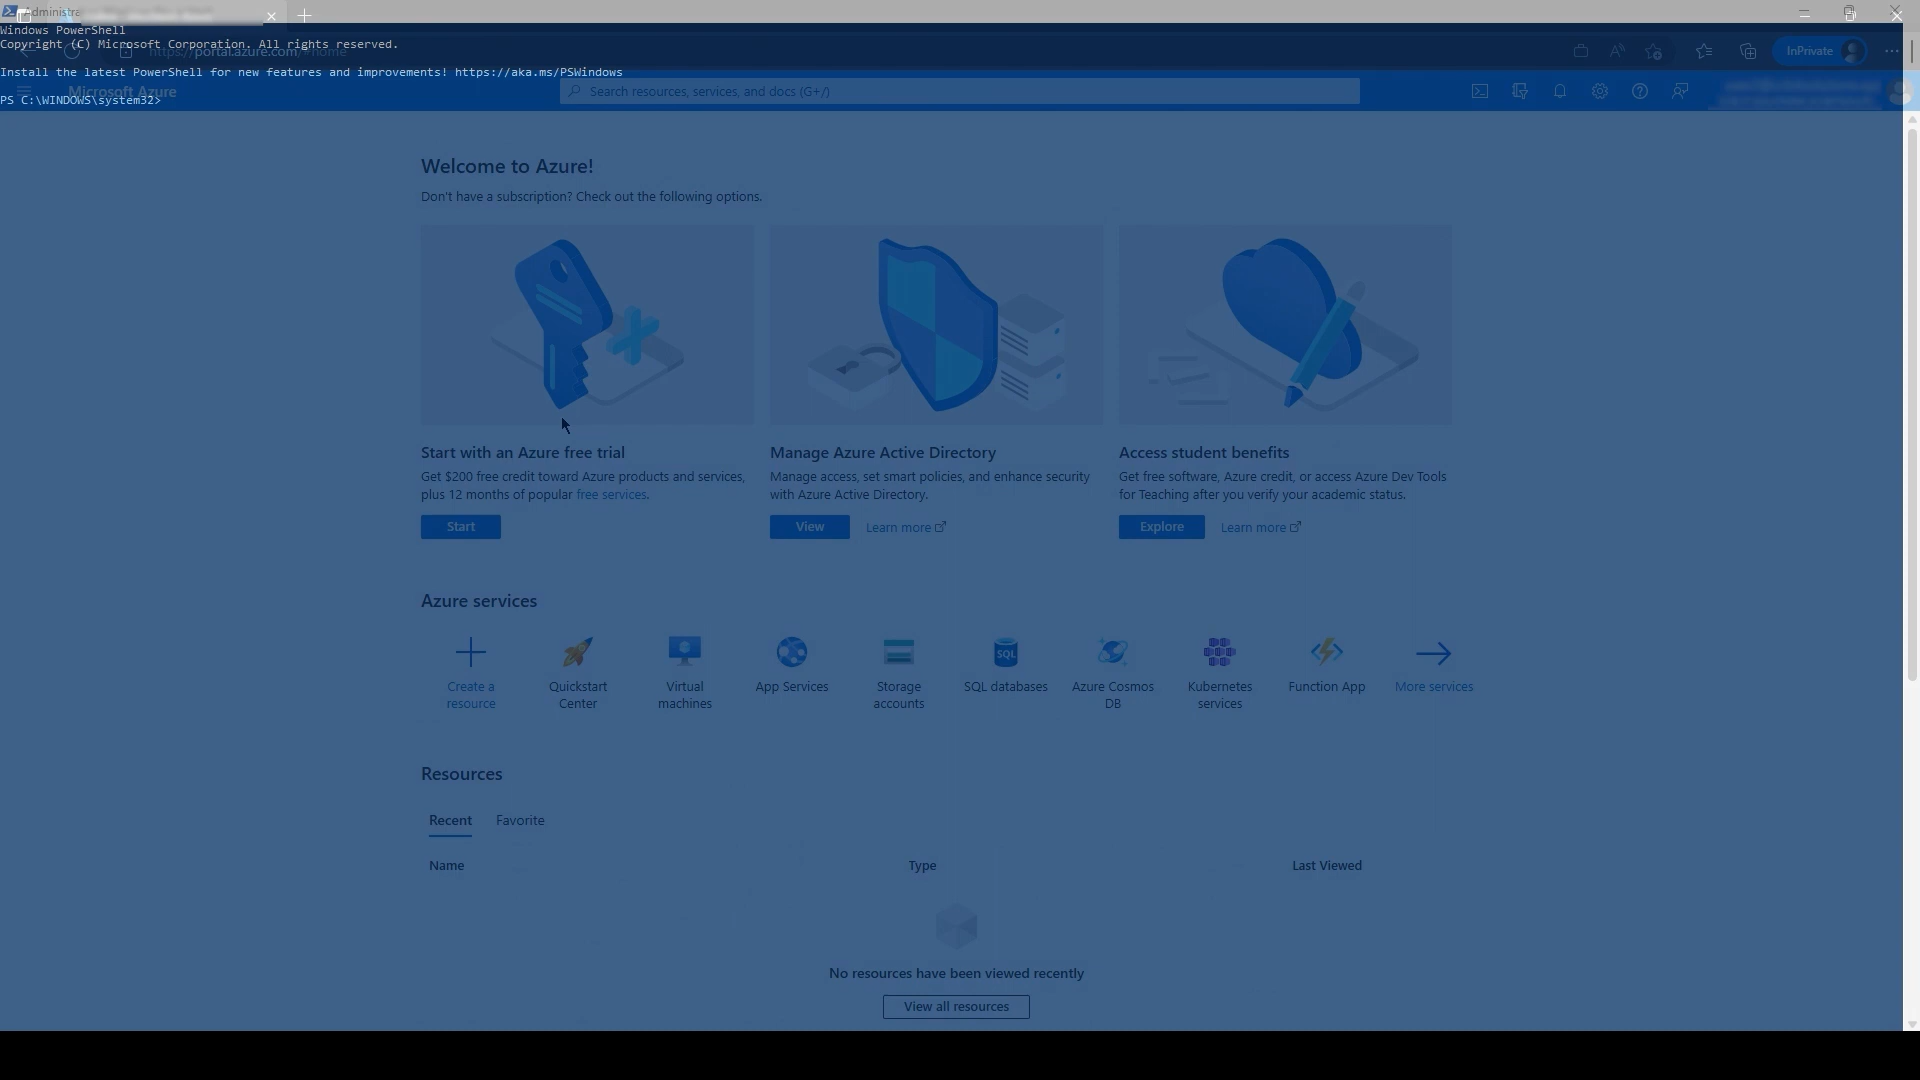 Administra
Windows PowerShell
Copyright (C) Microsoft Corporation. All rights reserved.
https://portal.azure.com/#home
InPrivate
Install the latest PowerShell for new features and improvements! https://aka.ms/PSWindows
Microsoft Azure
Search resources, services, and docs (G+/)
PS C:\WINDOWS\system32>
Welcome to Azure!
Don't have a subscription? Check out the following options.
Start with an Azure free trial
Get $200 free credit toward Azure products and services,
plus 12 months of popular free services.
Start
Manage Azure Active Directory
Manage access, set smart policies, and enhance security
with Azure Active Directory.
View
Learn more
Access student benefits
Get free software, Azure credit, or access Azure Dev Tools
for Teaching after you verify your academic status.
Explore
Learn more
Azure services
Create a
resource
Quickstart
Center
Virtual
machines
App Services
Storage
accounts
SQL
SQL databases
Azure Cosmos
DB
Kubernetes
services
Function App
More services
Resources
Recent
Favorite
Name
Type
Last Viewed
No resources have been viewed recently
View all resources